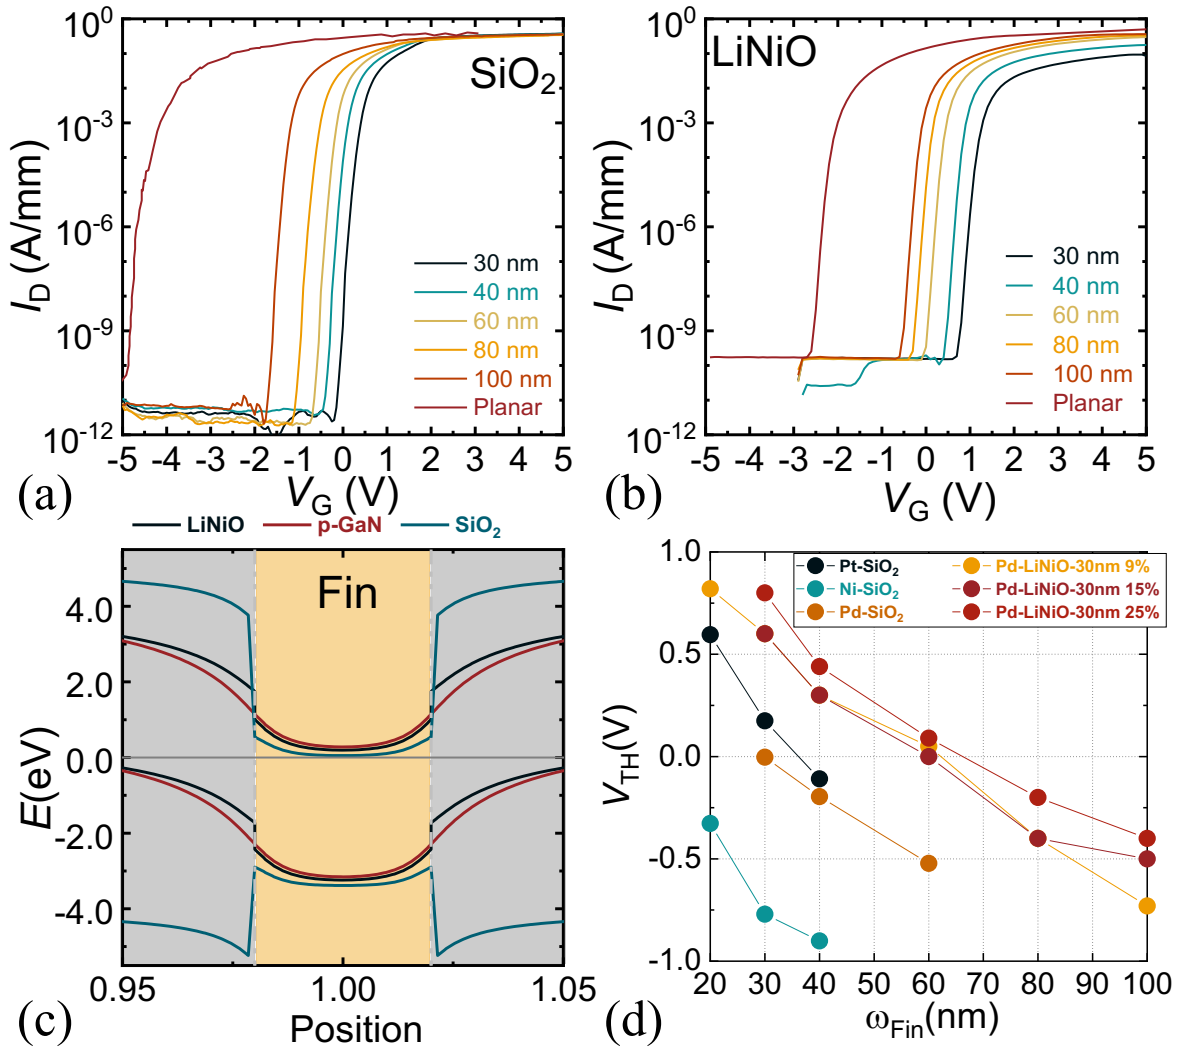 10⁰
10⁻³
10⁻⁶
10⁻⁹
10⁻¹²
I_D (A/mm)
SiO₂
30 nm
40 nm
60 nm
80 nm
100 nm
Planar
-5 -4 -3 -2 -1 0 1 2 3 4 5
V_G (V)
(a)
10⁰
10⁻³
10⁻⁶
10⁻⁹
10⁻¹²
I_D (A/mm)
LiNiO
30 nm
40 nm
60 nm
80 nm
100 nm
Planar
-5 -4 -3 -2 -1 0 1 2 3 4 5
V_G (V)
(b)
LiNiO p-GaN SiO₂
Fin
4.0
2.0
0.0
-2.0
-4.0
E(eV)
0.95 1.00 1.05
Position
(c)
Pt-SiO₂
Ni-SiO₂
Pd-SiO₂
Pd-LiNiO-30nm 9%
Pd-LiNiO-30nm 15%
Pd-LiNiO-30nm 25%
1.0
0.5
0.0
-0.5
-1.0
V_TH(V)
20 30 40 50 60 70 80 90 100
ω_Fin(nm)
(d)